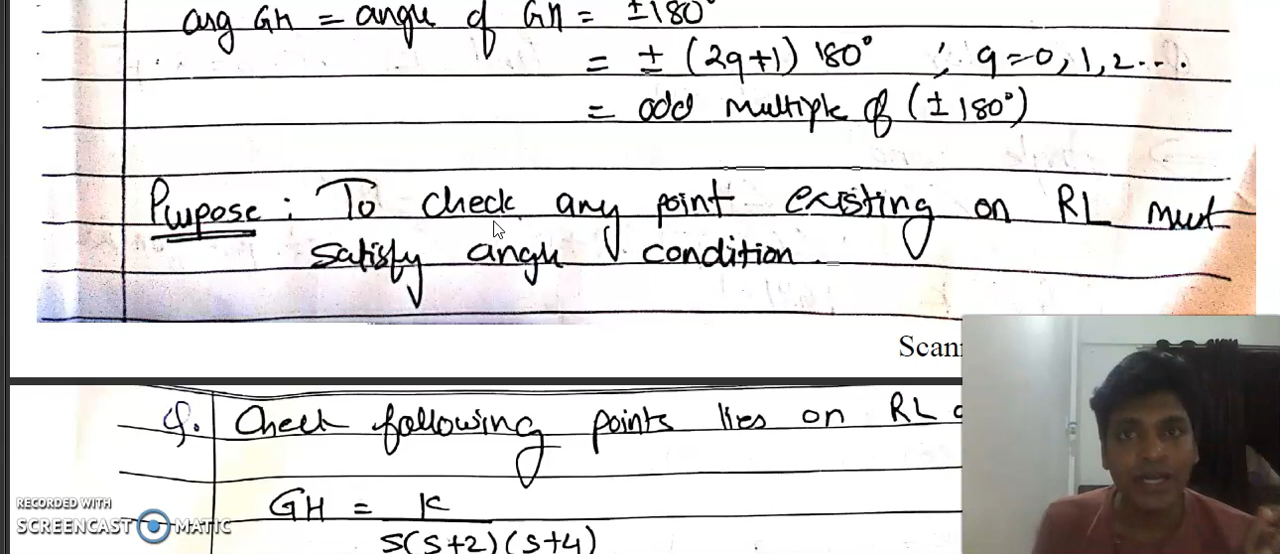 arg GH = angle of GH = ±180°
= ± (2q+1) 180° ; q=0,1,2...
= odd multiple of (±180°)
Purpose : To check any point existing on RL must
satisfy angle condition.
Scan
Q. Check following points lies on RL
GH = K
S(S+2)(S+4)
RECORDED WITH
SCREENCAST MATIC